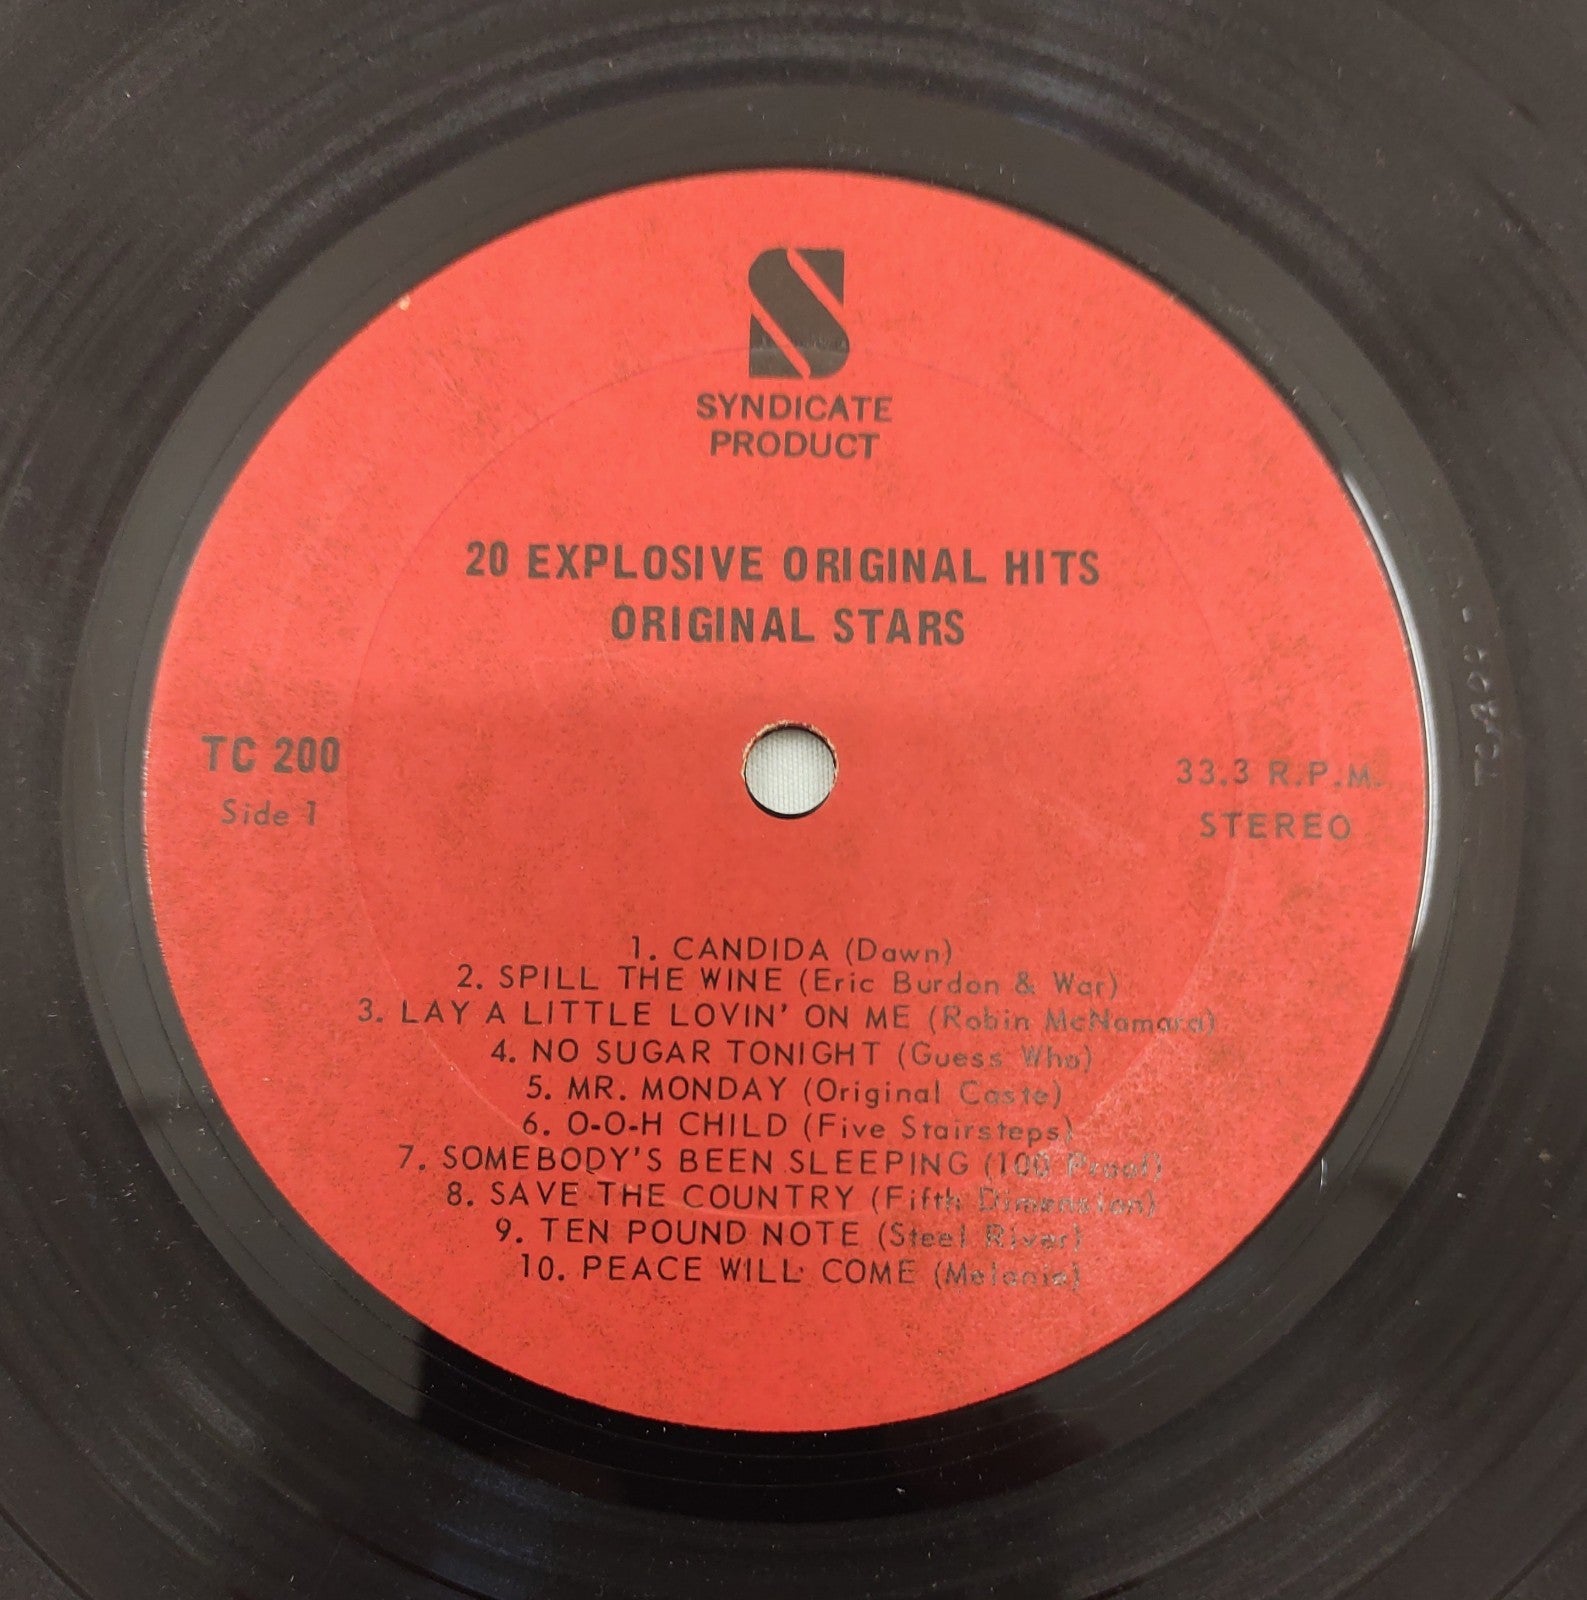 S
SYNDICATE
PRODUCT
20 EXPLOSIVE ORIGINAL HITS
ORIGINAL STARS
TC 200
Side 1
33.3 R.P.M.
STEREO
1. CANDIDA (Dawn)
2. SPILL THE WINE (Eric Burdon & War)
3. LAY A LITTLE LOVIN' ON ME (Robin McNamara)
4. NO SUGAR TONIGHT (Guess Who)
5. MR. MONDAY (Original Caste)
6. O-O-H CHILD (Five Stairsteps)
7. SOMEBODY'S BEEN SLEEPING (100 Proof)
8. SAVE THE COUNTRY (Fifth Dimension)
9. TEN POUND NOTE (Steel River)
10. PEACE WILL COME (Melanie)